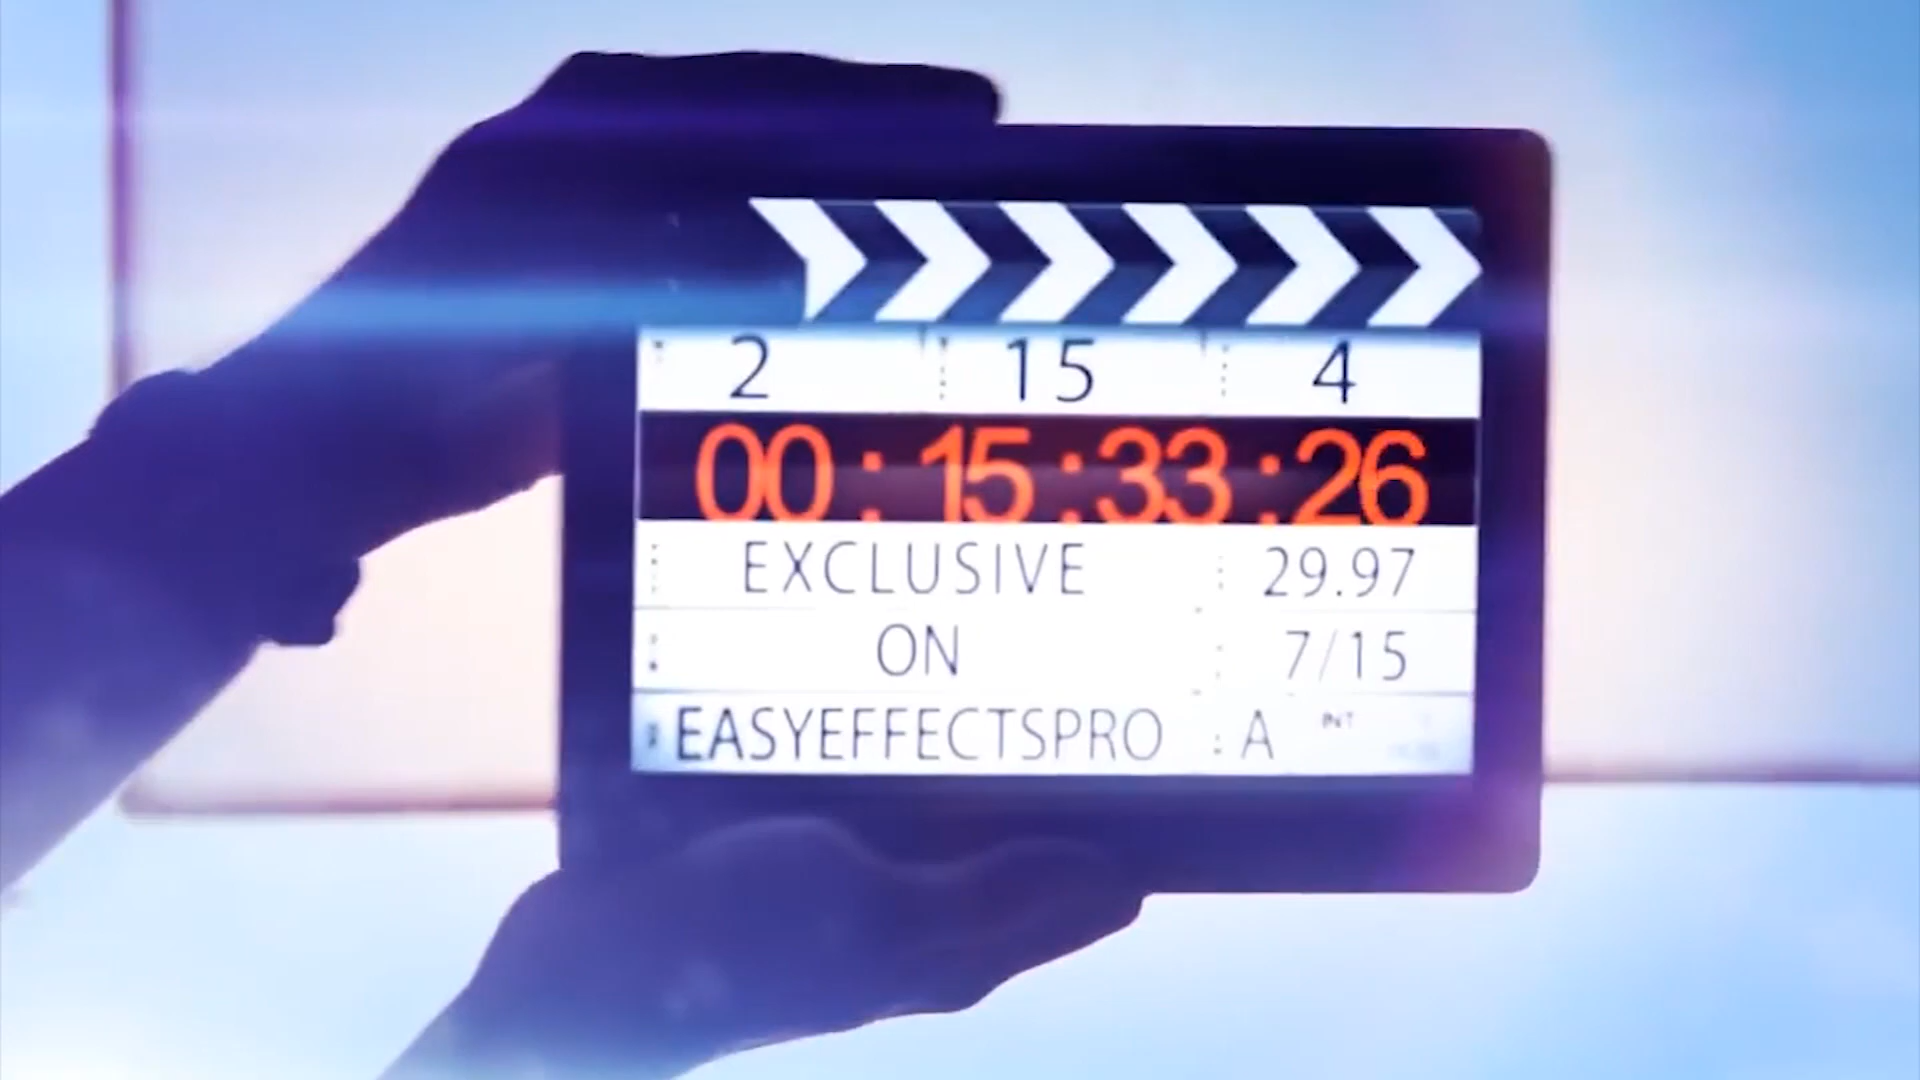 2 15 4
00:15:33:26
EXCLUSIVE 29.97
ON 7/15
EASYEFFECTSPRO A INT